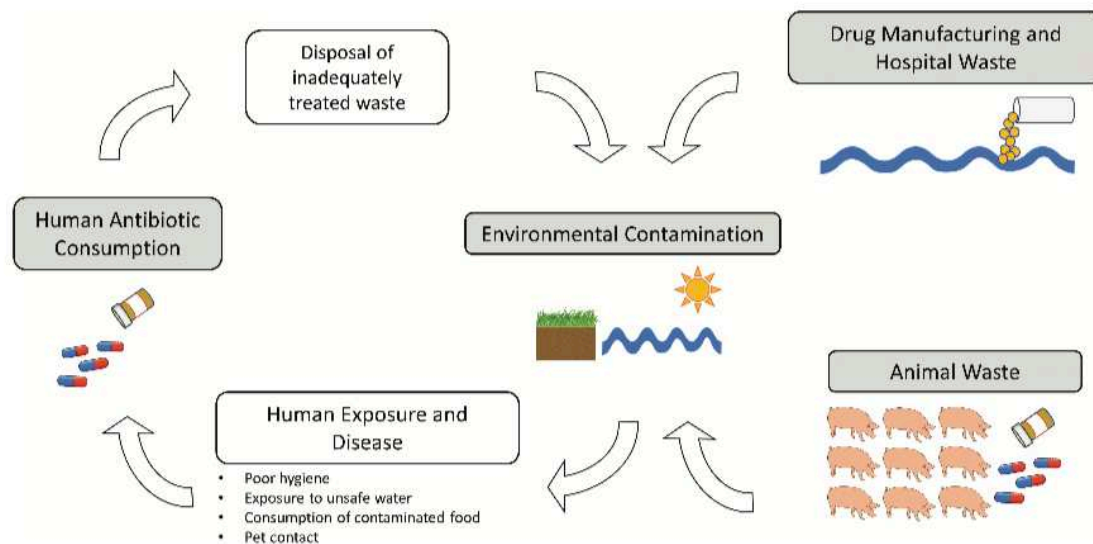 Disposal of
inadequately
treated waste
Drug Manufacturing and
Hospital Waste
Human Antibiotic
Consumption
Environmental Contamination
Animal Waste
Human Exposure and
Disease
• Poor hygiene
• Exposure to unsafe water
• Consumption of contaminated food
• Pet contact